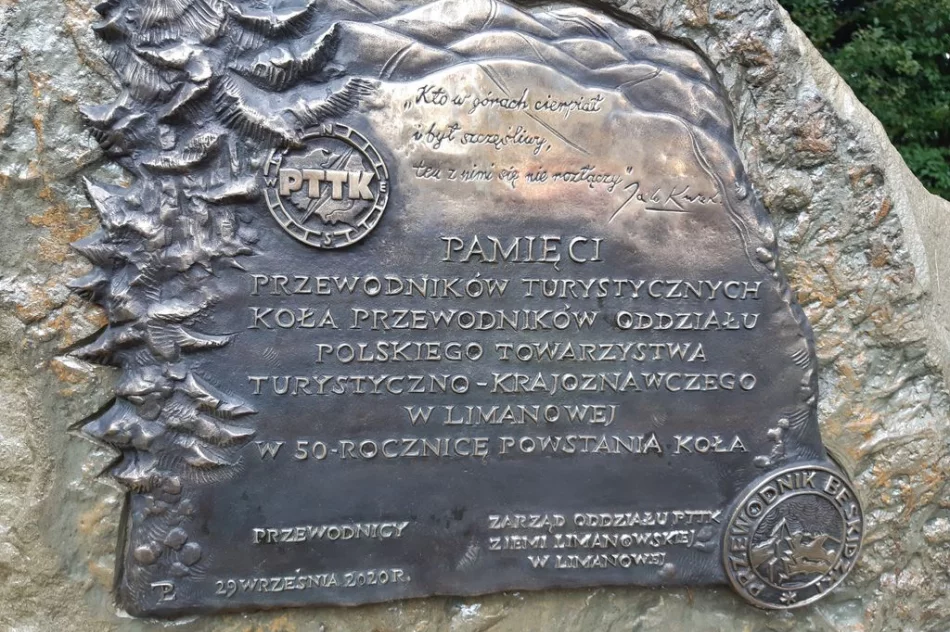 „Kto w górach cierpiał
i był szczęśliwy,
ten z nimi się nie rozłączy"
N
W PTTK E
S
PAMIĘCI
PRZEWODNIKÓW TURYSTYCZNYCH
KOŁA PRZEWODNIKÓW ODDZIAŁU
POLSKIEGO TOWARZYSTWA
TURYSTYCZNO-KRAJOZNAWCZEGO
W LIMANOWEJ
W 50-ROCZNICĘ POWSTANIA KOŁA
PRZEWODNICY
ZARZĄD ODDZIAŁU PTTK
ZIEMI LIMANOWSKIEJ
W LIMANOWEJ
29 WRZEŚNIA 2020 R.
PRZEWODNIK BESKIDZKI